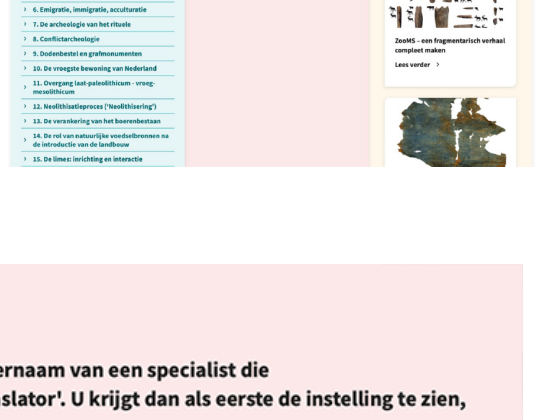 6. Emigratie, immigratie, acculturatie
7. De archeologie van het rituele
8. Conflictarcheologie
9. Dodenbestel en grafmonumenten
10. De vroegste bewoning van Nederland
11. Overgang laat-paleolithicum - vroeg-
mesolithicum
12. Neolithisatieproces ('Neolithisering')
13. De verankering van het boerenbestaan
14. De rol van natuurlijke voedselbronnen na
de introductie van de landbouw
15. De limes: inrichting en interactie
ZooMS – een fragmentarisch verhaal
compleet maken
Lees verder
ernaam van een specialist die
slator'. U krijgt dan als eerste de instelling te zien,